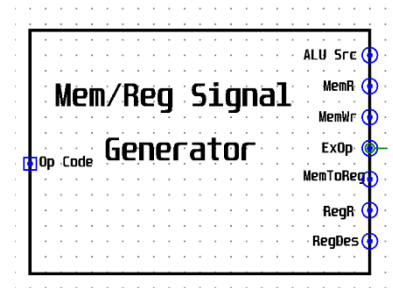 ALU Src
MemR
Mem/Reg Signal
MemWr
Generator
ExOp
Op Code
MemToReg
RegR
RegDes